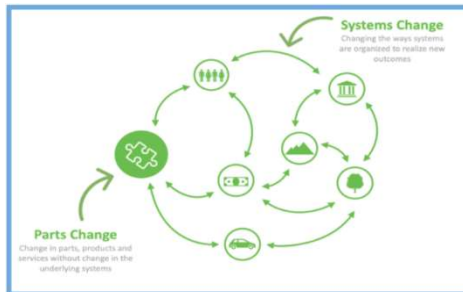 Systems Change
Changing the ways systems
are organized to realize new
outcomes
Parts Change
Change in parts, products and
services without change in the
underlying systems